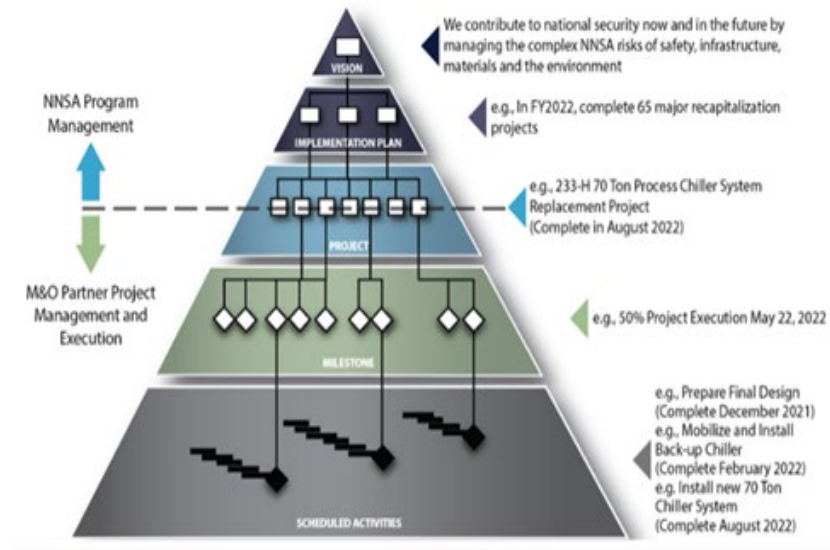 We contribute to national security now and in the future by
managing the complex NNSA risks of safety, infrastructure,
materials and the environment
VISION
e.g., In FY2022, complete 65 major recapitalization
projects
IMPLEMENTATION PLAN
NNSA Program
Management
e.g., 233-H 70 Ton Process Chiller System
Replacement Project
(Complete in August 2022)
PROJECT
M&O Partner Project
Management and
Execution
e.g., 50% Project Execution May 22, 2022
MILESTONE
e.g., Prepare Final Design
(Complete December 2021)
e.g., Mobilize and Install
Back-up Chiller
(Complete February 2022)
e.g. Install new 70 Ton
Chiller System
(Complete August 2022)
SCHEDULED ACTIVITIES